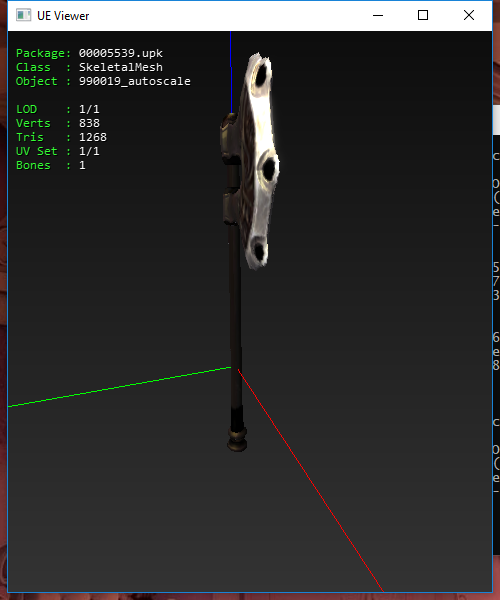 UE Viewer
Package: 00005539.upk
Class : SkeletalMesh
Object : 990019_autoscale
LOD : 1/1
Verts : 838
Tris : 1268
UV Set : 1/1
Bones : 1